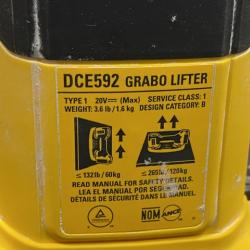 DCE592 GRABO LIFTER
TYPE 1 20V⎓ (Max) SERVICE CLASS: 1
WEIGHT: 3.6 lb/1.6 kg DESIGN CATEGORY: B
≤ 132lb/60kg ≤ 265lb/120kg
READ MANUAL FOR SAFETY DETAILS.
LEA EL MANUAL POR SEGURIDAD.
DÉTAILS DE SÉCURITÉ DANS LE MANUEL.
NOM